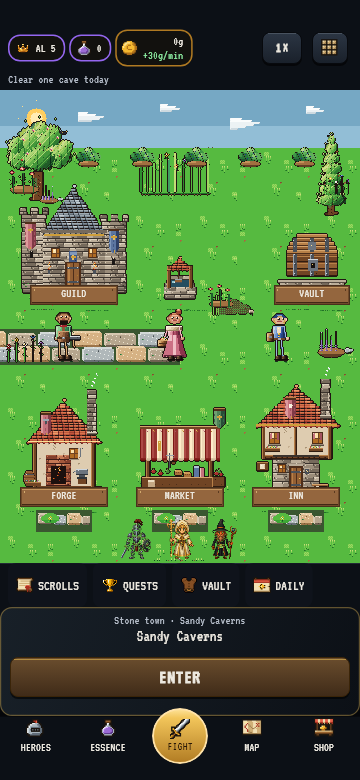 AL 5
0
0g
+30g/min
1X
Clear one cave today
GUILD
VAULT
FORGE
MARKET
INN
SCROLLS
QUESTS
VAULT
DAILY
Stone town · Sandy Caverns
Sandy Caverns
ENTER
HEROES
ESSENCE
FIGHT
MAP
SHOP